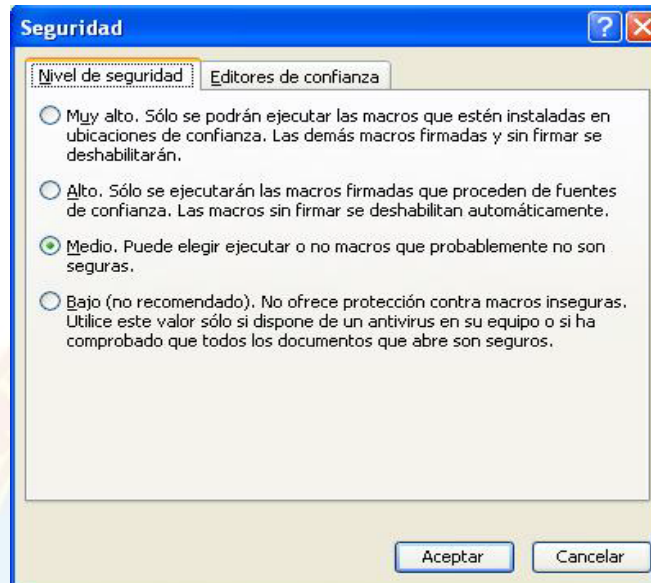 Seguridad
Nivel de seguridad
Editores de confianza
Muy alto. Sólo se podrán ejecutar las macros que estén instaladas en
ubicaciones de confianza. Las demás macros firmadas y sin firmar se
deshabilitarán.
Alto. Sólo se ejecutarán las macros firmadas que proceden de fuentes
de confianza. Las macros sin firmar se deshabilitan automáticamente.
Medio. Puede elegir ejecutar o no macros que probablemente no son
seguras.
Bajo (no recomendado). No ofrece protección contra macros inseguras.
Utilice este valor sólo si dispone de un antivirus en su equipo o si ha
comprobado que todos los documentos que abre son seguros.
Aceptar
Cancelar